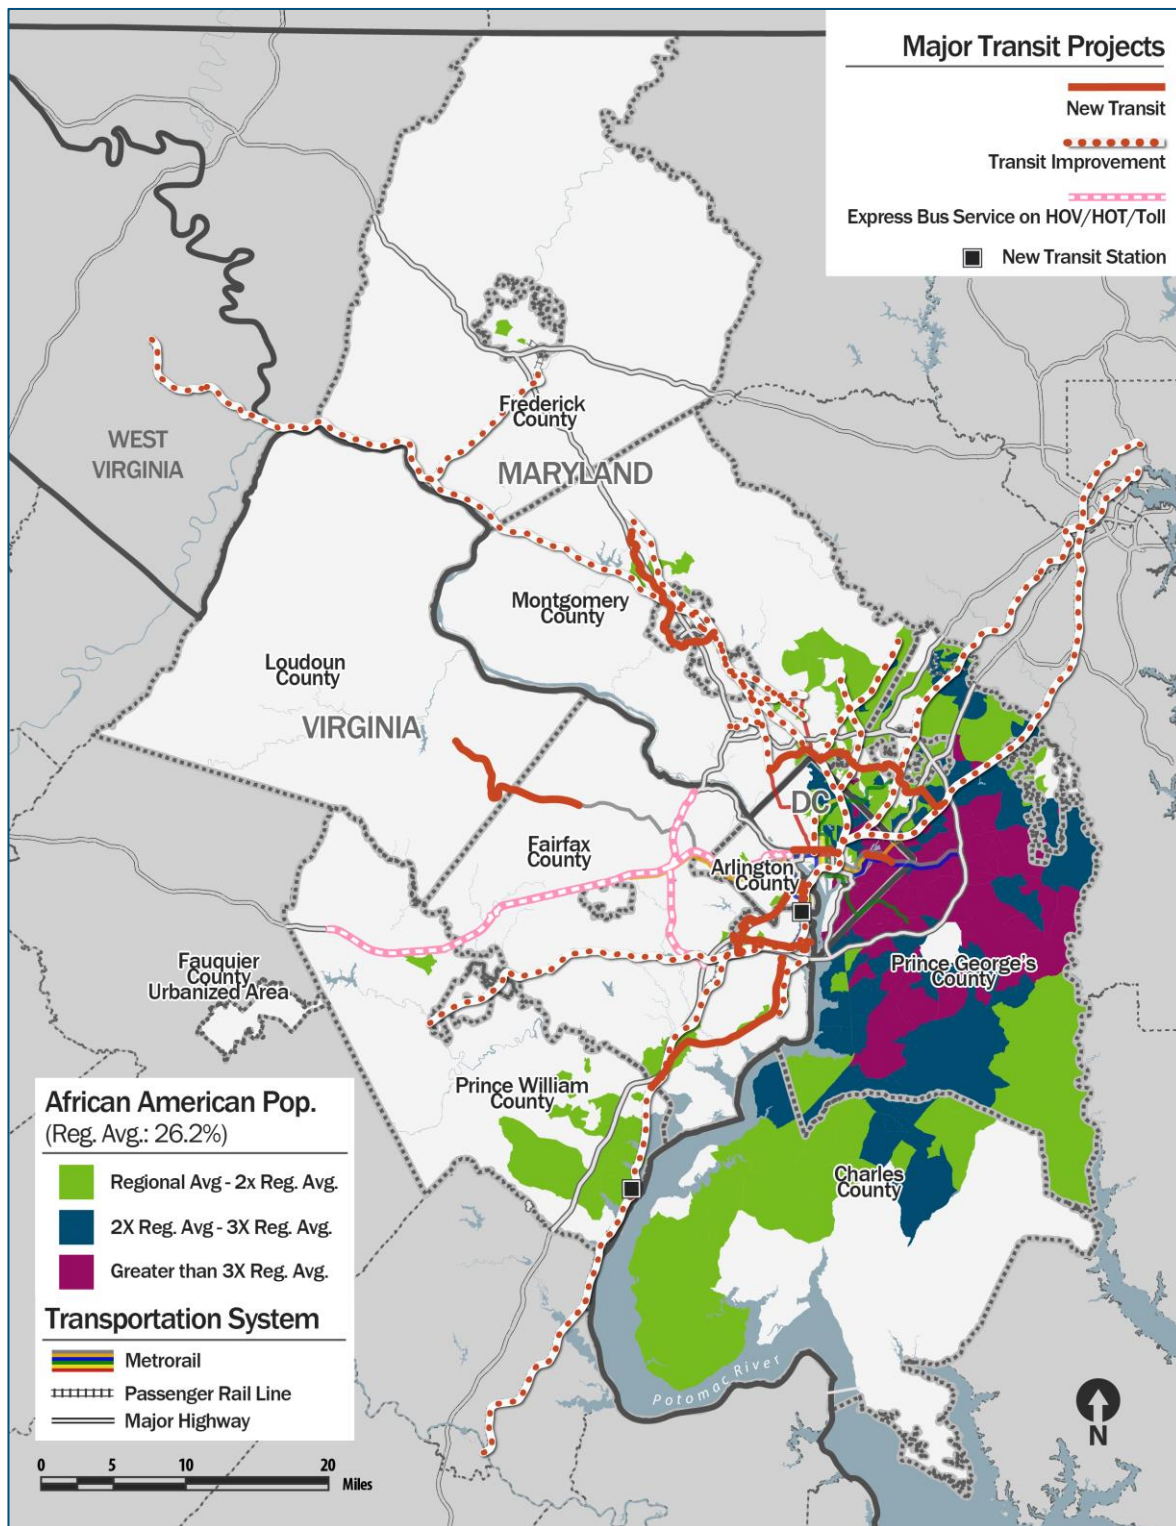 Major Transit Projects
New Transit
Transit Improvement
Express Bus Service on HOV/HOT/Toll
New Transit Station
Frederick
County
WEST
VIRGINIA
MARYLAND
Montgomery
County
Loudoun
County
VIRGINIA
DC
Fairfax
County
Arlington
County
Prince George's
County
Fauquier
County
Urbanized Area
Prince William
County
Charles
County
Potomac River
African American Pop.
(Reg. Avg.: 26.2%)
Regional Avg - 2x Reg. Avg.
2X Reg. Avg - 3X Reg. Avg.
Greater than 3X Reg. Avg.
Transportation System
Metrorail
Passenger Rail Line
Major Highway
0 5 10 20
Miles
N